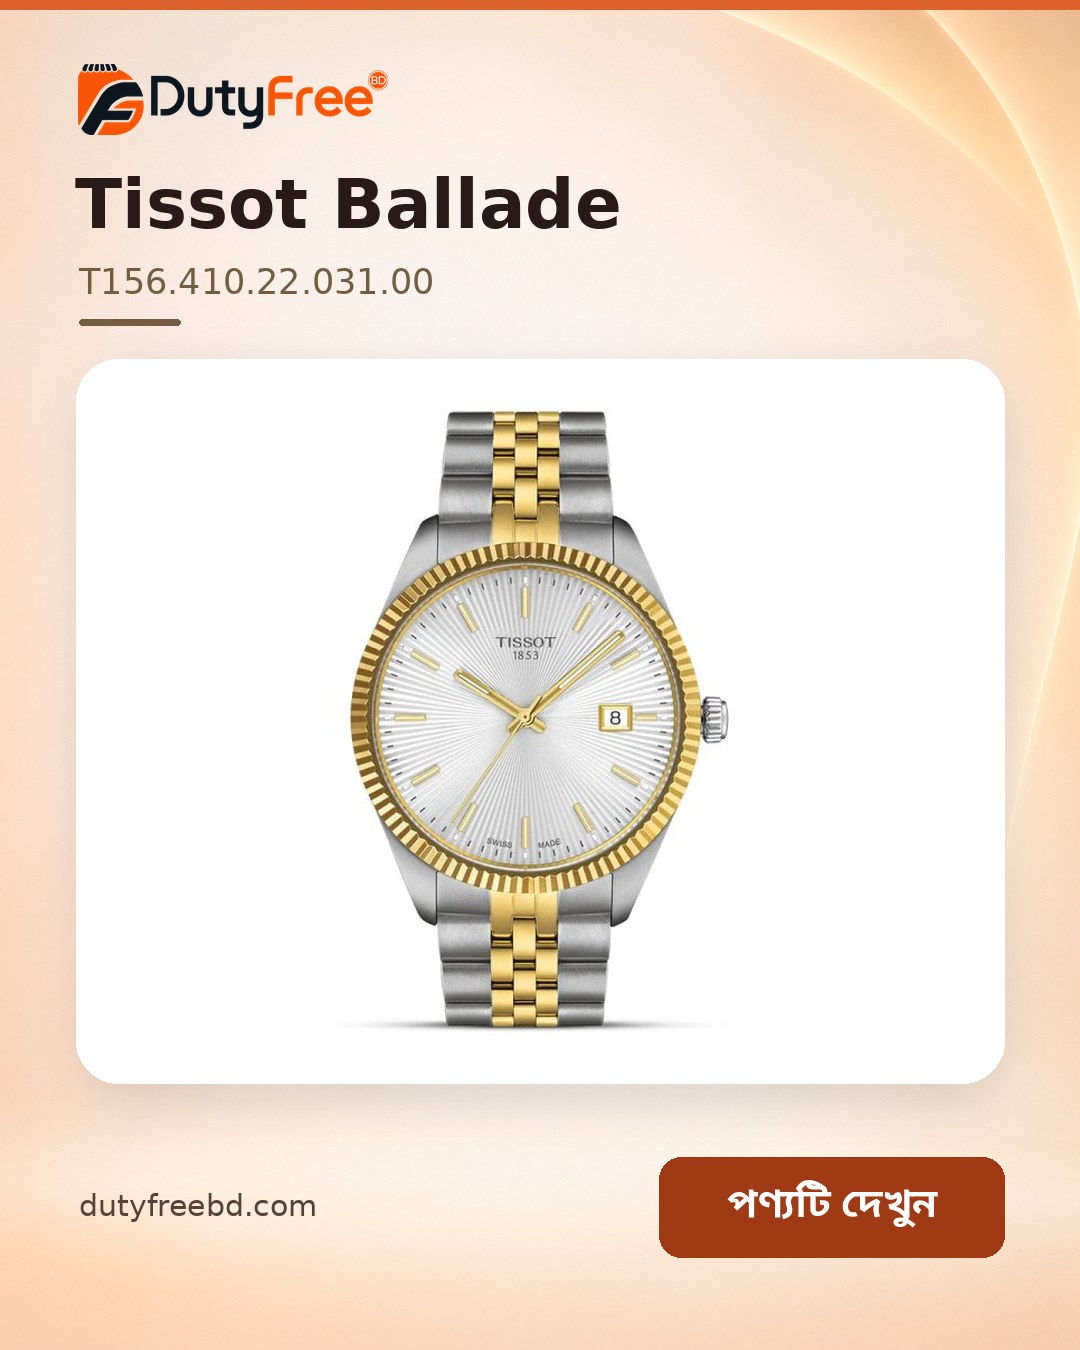 DutyFree BD
Tissot Ballade
T156.410.22.031.00
TISSOT
1853
8
SWISS MADE
dutyfreebd.com
পণ্যটি দেখুন